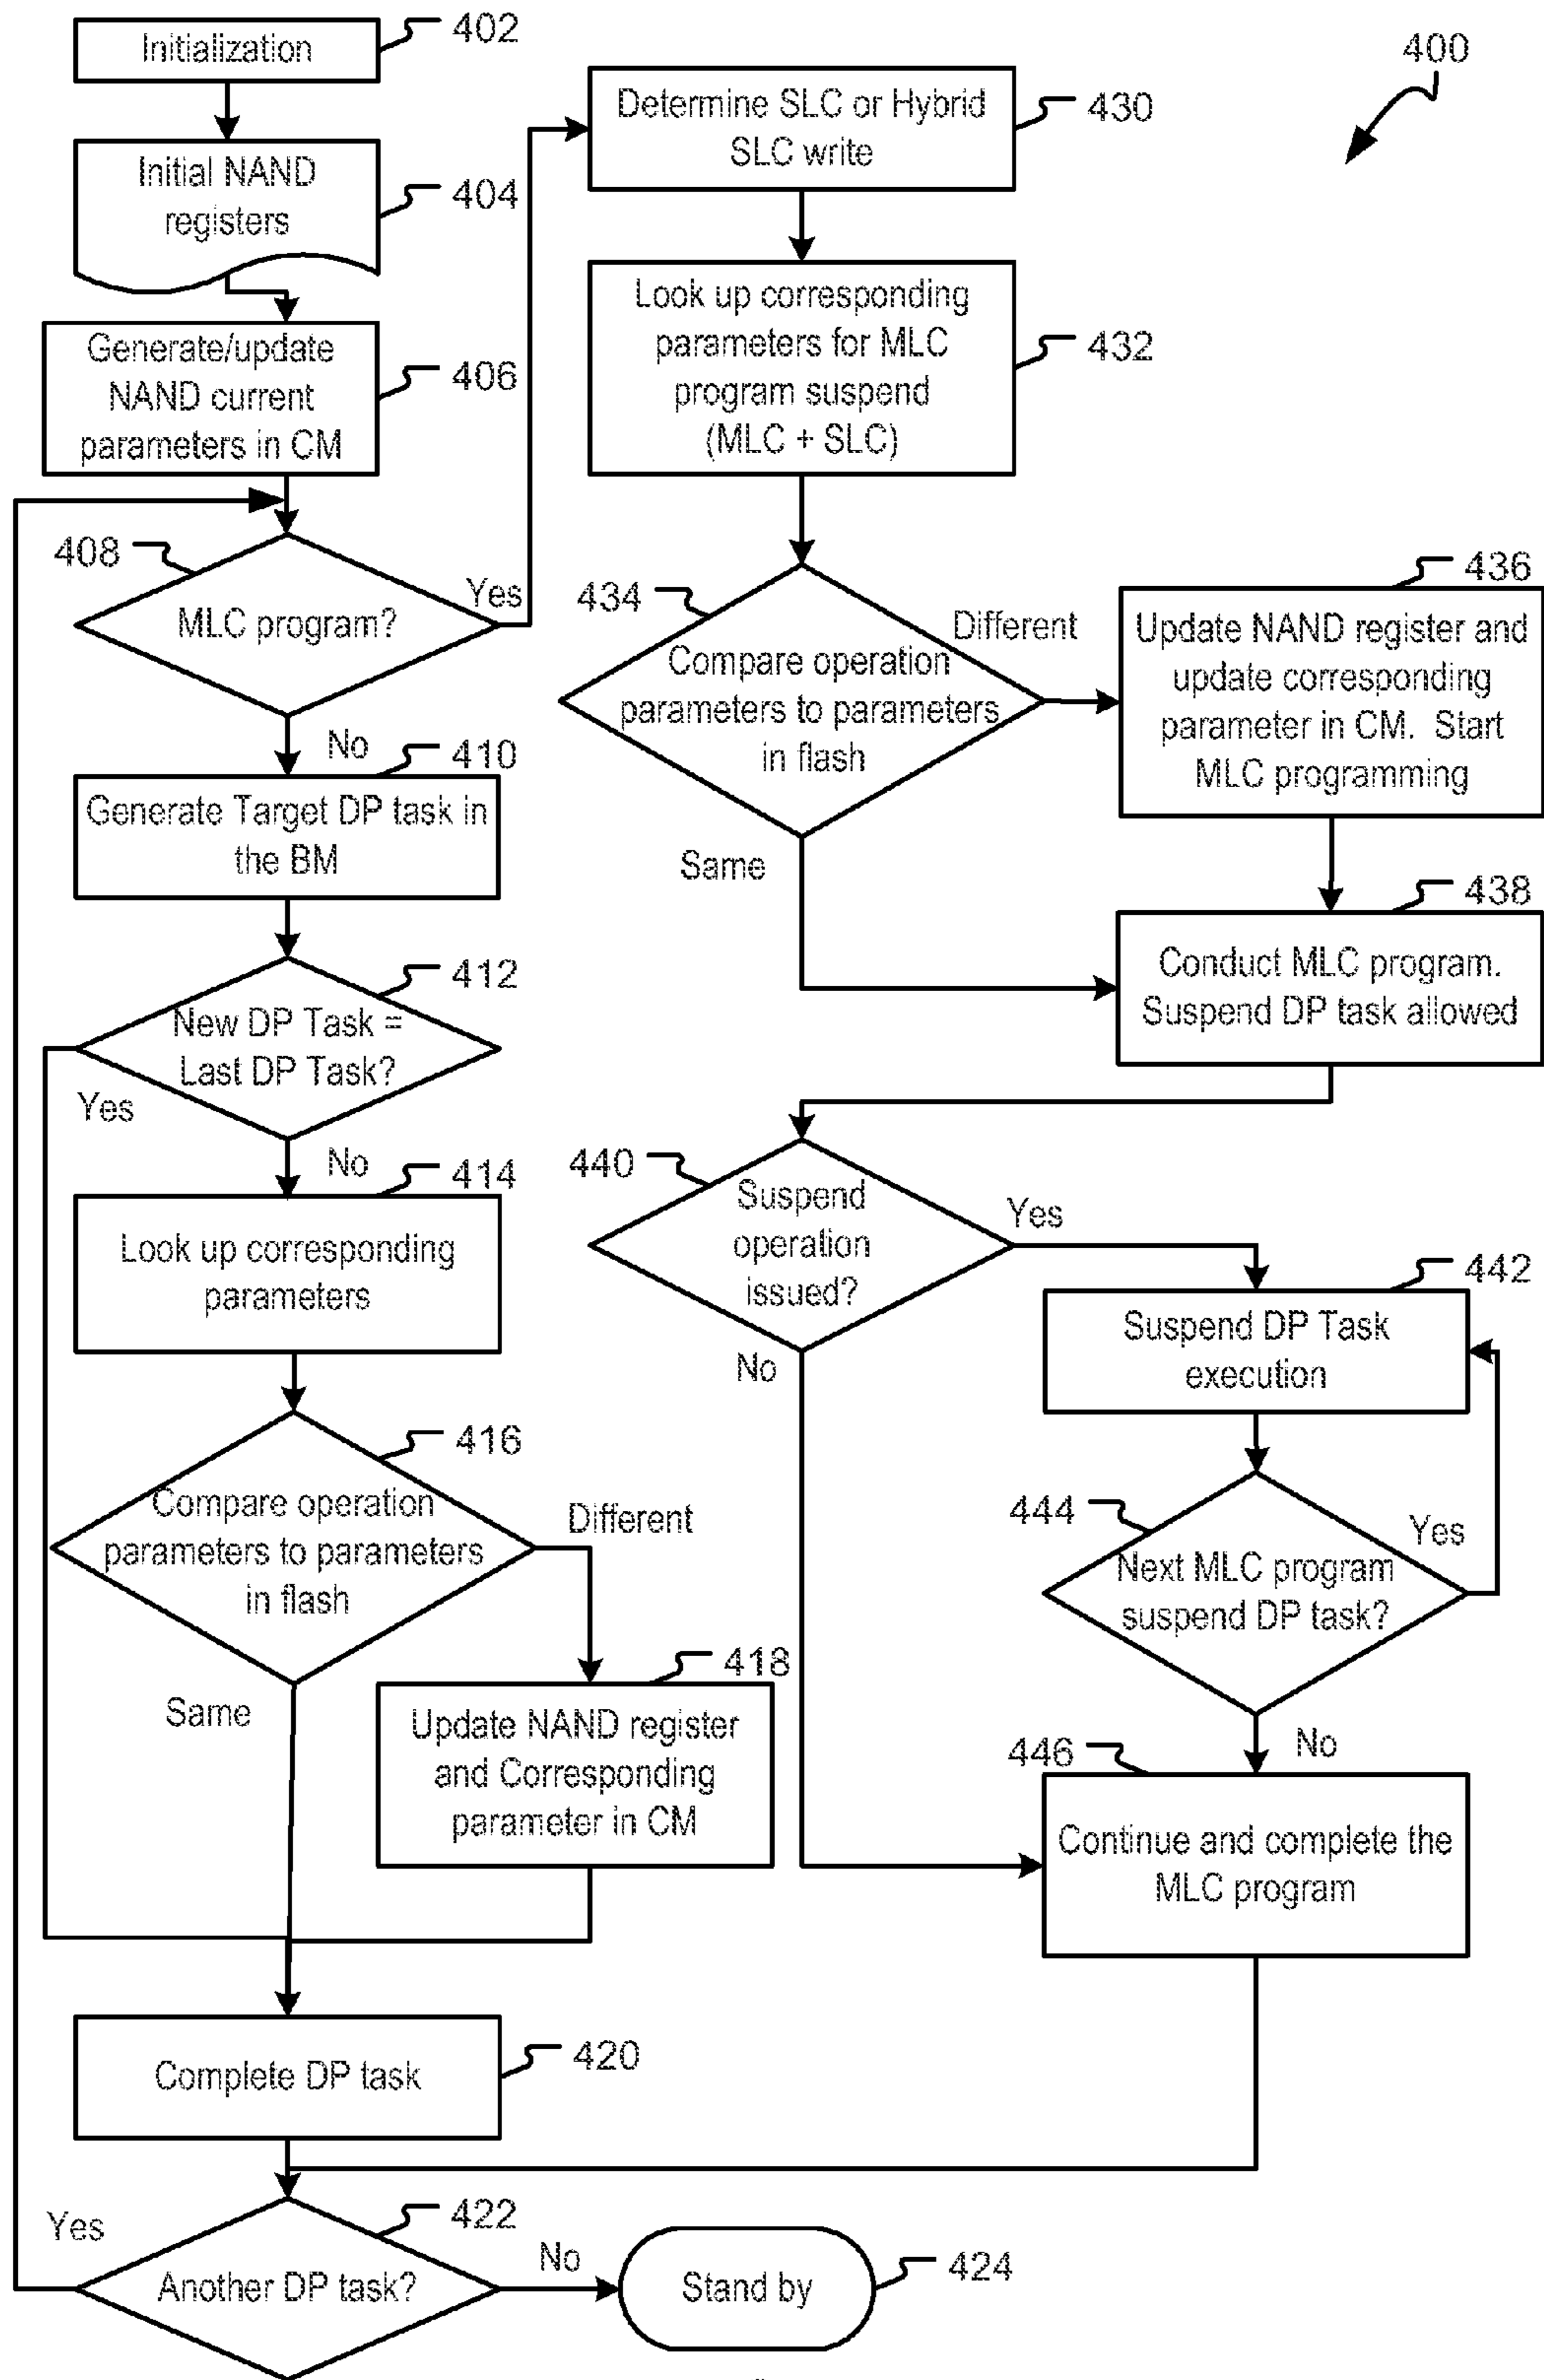 Initialization
402
Initial NAND
registers
404
Generate/update
NAND current
parameters in CM
406
408
MLC program?
Yes
No
410
Generate Target DP task in
the BM
412
New DP Task =
Last DP Task?
Yes
No
414
Look up corresponding
parameters
416
Compare operation
parameters to parameters
in flash
Different
Same
418
Update NAND register
and Corresponding
parameter in CM
Complete DP task
420
422
Another DP task?
Yes
No
Stand by
424
400
Determine SLC or Hybrid
SLC write
430
Look up corresponding
parameters for MLC
program suspend
(MLC + SLC)
432
434
Compare operation
parameters to parameters
in flash
Different
Same
436
Update NAND register and
update corresponding
parameter in CM. Start
MLC programming
438
Conduct MLC program.
Suspend DP task allowed
440
Suspend
operation
issued?
Yes
No
442
Suspend DP Task
execution
444
Next MLC program
suspend DP task?
Yes
No
446
Continue and complete the
MLC program